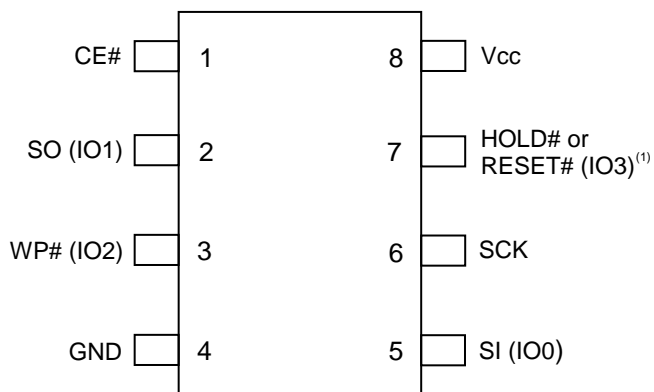 CE# 1 8 Vcc
SO (IO1) 2 7 HOLD# or
RESET# (IO3)(1)
WP# (IO2) 3 6 SCK
GND 4 5 SI (IO0)